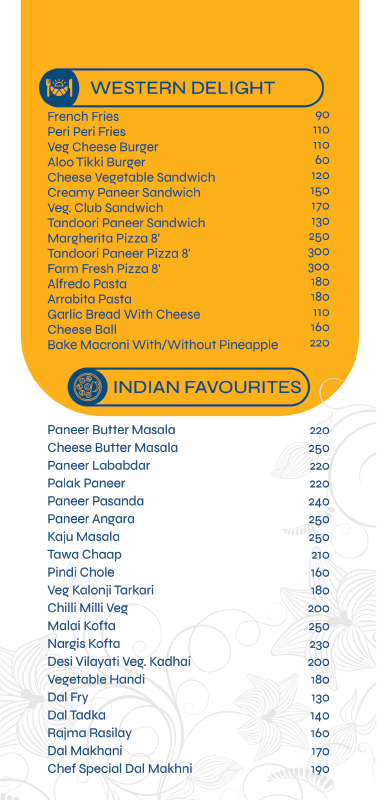 WESTERN DELIGHT
French Fries 90
Peri Peri Fries 110
Veg Cheese Burger 110
Aloo Tikki Burger 60
Cheese Vegetable Sandwich 120
Creamy Paneer Sandwich 150
Veg. Club Sandwich 170
Tandoori Paneer Sandwich 130
Margherita Pizza 8' 250
Tandoori Paneer Pizza 8' 300
Farm Fresh Pizza 8' 300
Alfredo Pasta 180
Arrabita Pasta 180
Garlic Bread With Cheese 110
Cheese Ball 160
Bake Macroni With/Without Pineapple 220
INDIAN FAVOURITES
Paneer Butter Masala 220
Cheese Butter Masala 250
Paneer Lababdar 220
Palak Paneer 220
Paneer Pasanda 240
Paneer Angara 250
Kaju Masala 250
Tawa Chaap 210
Pindi Chole 160
Veg Kalonji Tarkari 180
Chilli Milli Veg 200
Malai Kofta 250
Nargis Kofta 230
Desi Vilayati Veg. Kadhai 200
Vegetable Handi 180
Dal Fry 130
Dal Tadka 140
Rajma Rasilay 160
Dal Makhani 170
Chef Special Dal Makhni 190